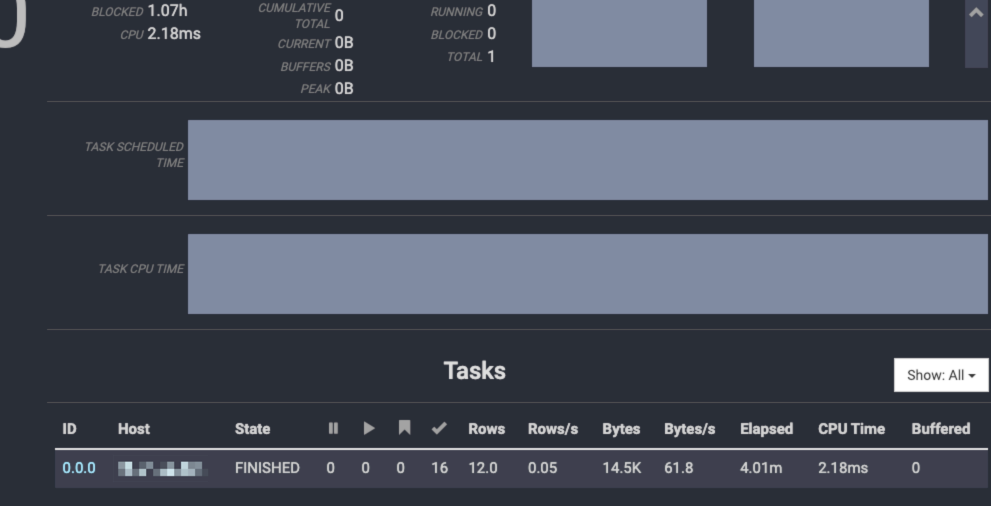 0
BLOCKED 1.07h
CPU 2.18ms
CUMULATIVE TOTAL 0
CURRENT 0B
BUFFERS 0B
PEAK 0B
RUNNING 0
BLOCKED 0
TOTAL 1
TASK SCHEDULED
TIME
TASK CPU TIME
Tasks
Show: All
ID Host State Rows Rows/s Bytes Bytes/s Elapsed CPU Time Buffered
0.0.0 FINISHED 0 0 0 16 12.0 0.05 14.5K 61.8 4.01m 2.18ms 0